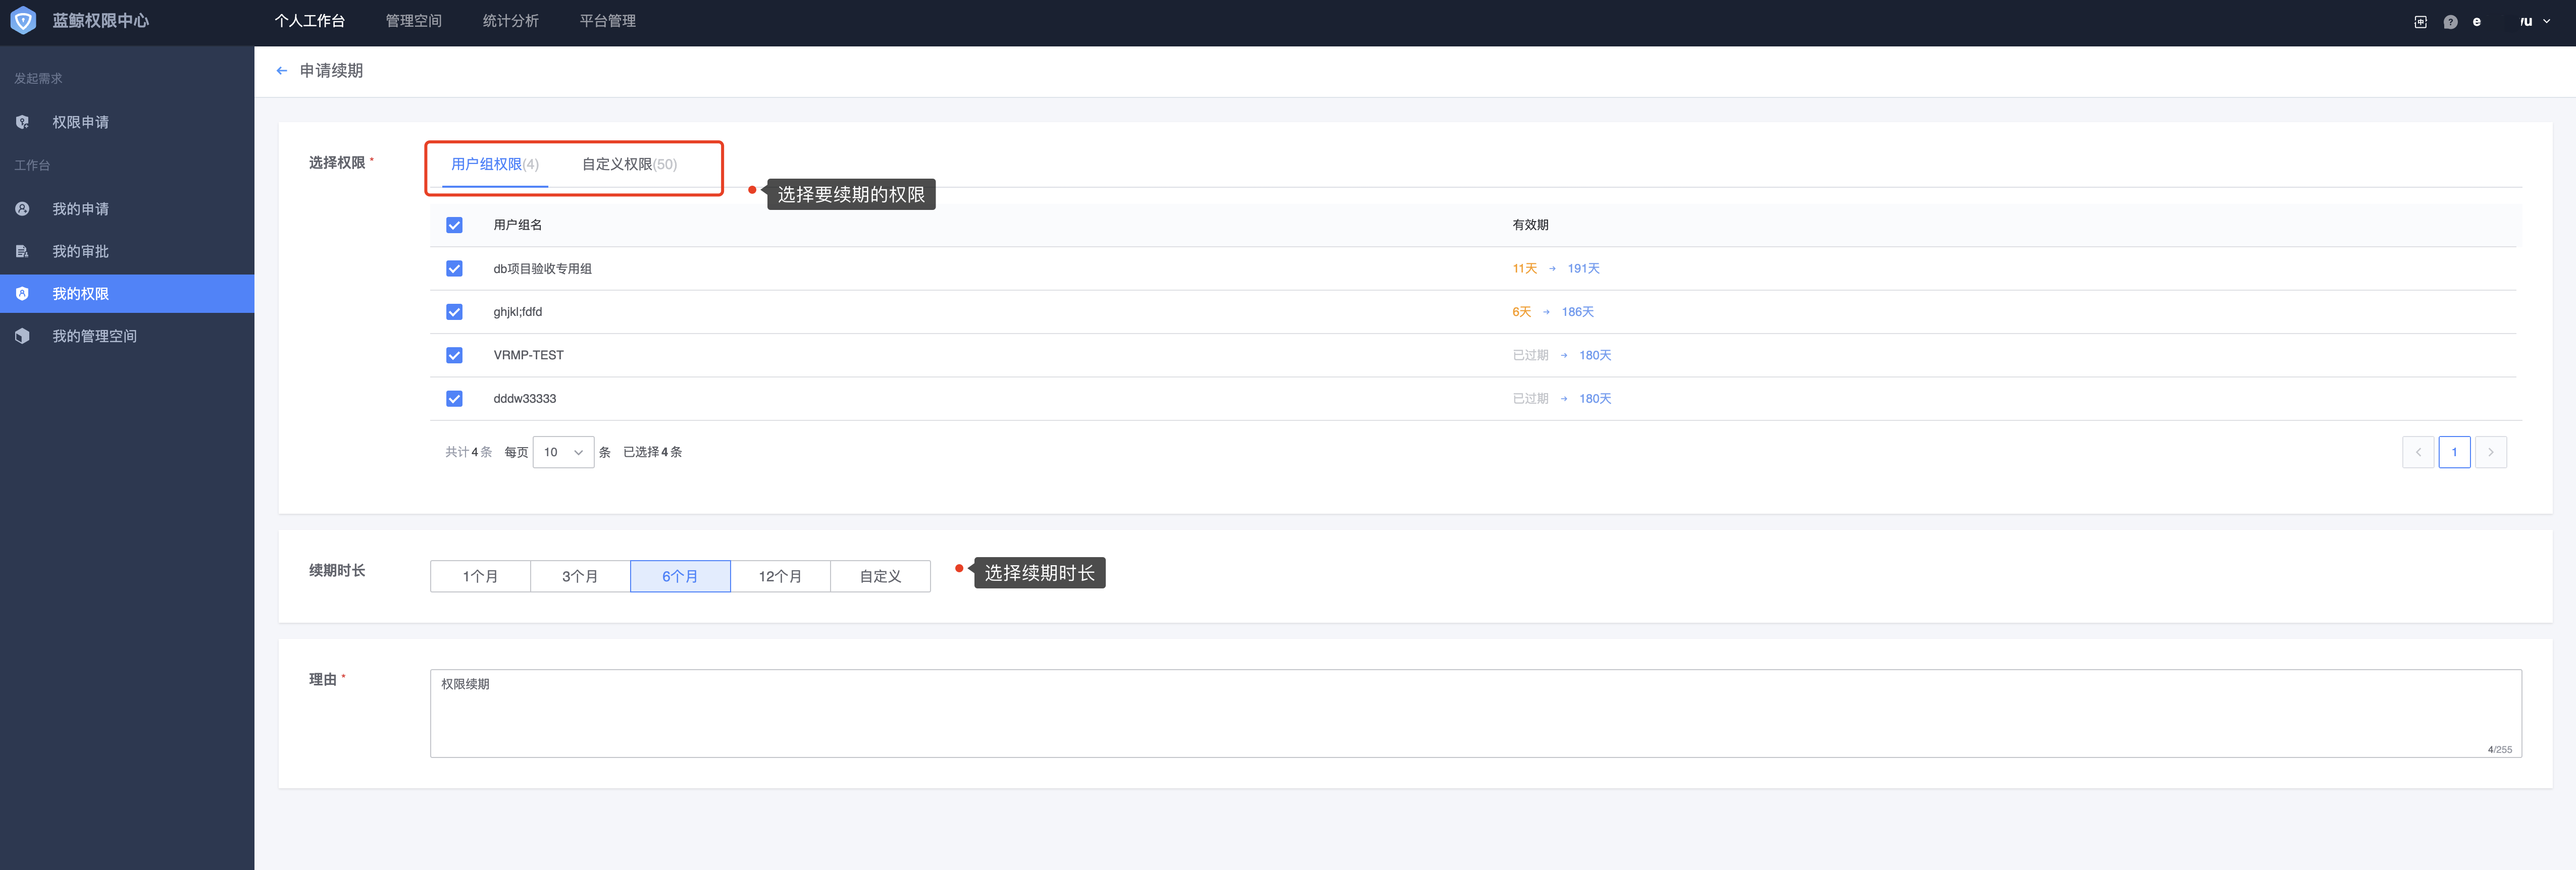 蓝鲸权限中心
个人工作台 管理空间 统计分析 平台管理
发起需求
权限申请
工作台
我的申请
我的审批
我的权限
我的管理空间
申请续期
选择权限 *
用户组权限(4) 自定义权限(50)
选择要续期的权限
用户组名 有效期
db项目验收专用组 11天 → 191天
ghjkl;fdfd 6天 → 186天
VRMP-TEST 已过期 → 180天
dddw33333 已过期 → 180天
共计4条 每页 10 条 已选择4条
1
续期时长
1个月 3个月 6个月 12个月 自定义
选择续期时长
理由 *
权限续期
4/255